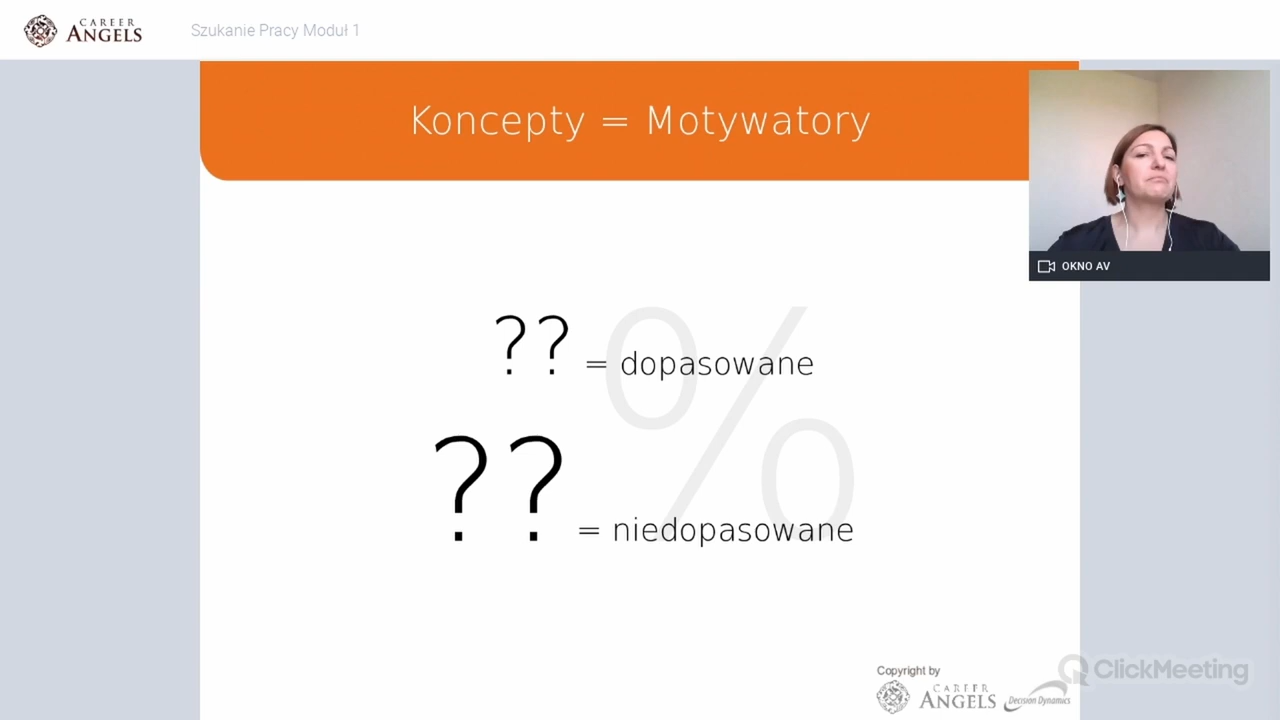 CAREER
ANGELS
Szukanie Pracy Moduł 1
Koncepty = Motywatory
OKNO AV
%
?? = dopasowane
?? = niedopasowane
Copyright by
CAREER
ANGELS
Decision Dynamics
ClickMeeting